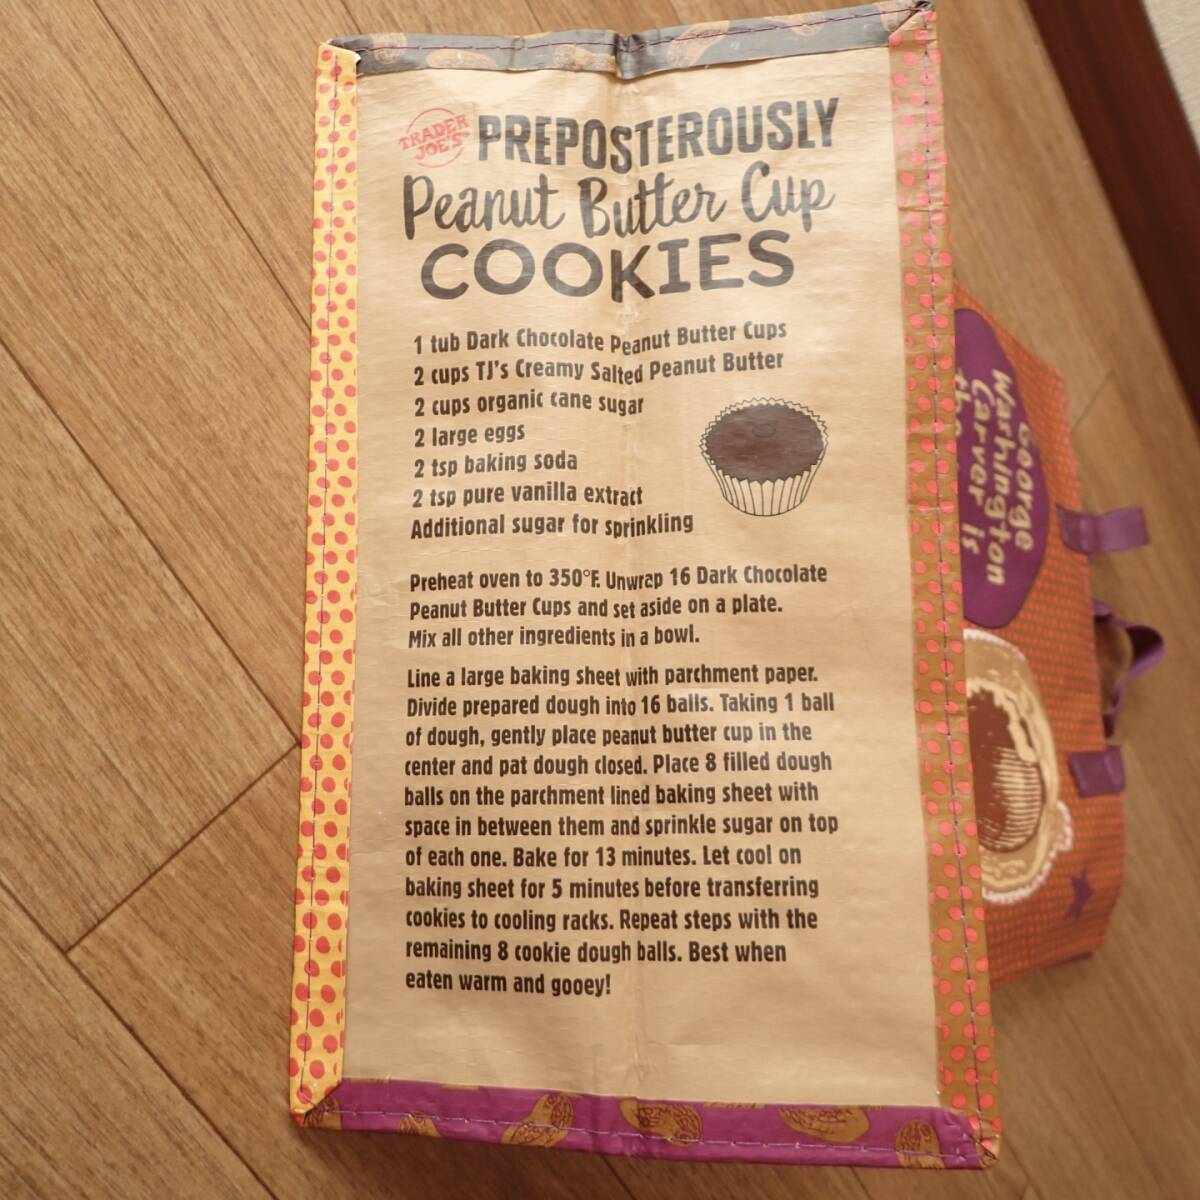 TRADER JOE'S
PREPOSTEROUSLY
Peanut Butter Cup
COOKIES
1 tub Dark Chocolate Peanut Butter Cups
2 cups TJ's Creamy Salted Peanut Butter
2 cups organic cane sugar
2 large eggs
2 tsp baking soda
2 tsp pure vanilla extract
Additional sugar for sprinkling
Preheat oven to 350°F. Unwrap 16 Dark Chocolate
Peanut Butter Cups and set aside on a plate.
Mix all other ingredients in a bowl.
Line a large baking sheet with parchment paper.
Divide prepared dough into 16 balls. Taking 1 ball
of dough, gently place peanut butter cup in the
center and pat dough closed. Place 8 filled dough
balls on the parchment lined baking sheet with
space in between them and sprinkle sugar on top
of each one. Bake for 13 minutes. Let cool on
baking sheet for 5 minutes before transferring
cookies to cooling racks. Repeat steps with the
remaining 8 cookie dough balls. Best when
eaten warm and gooey!
George
Washington
Carver is